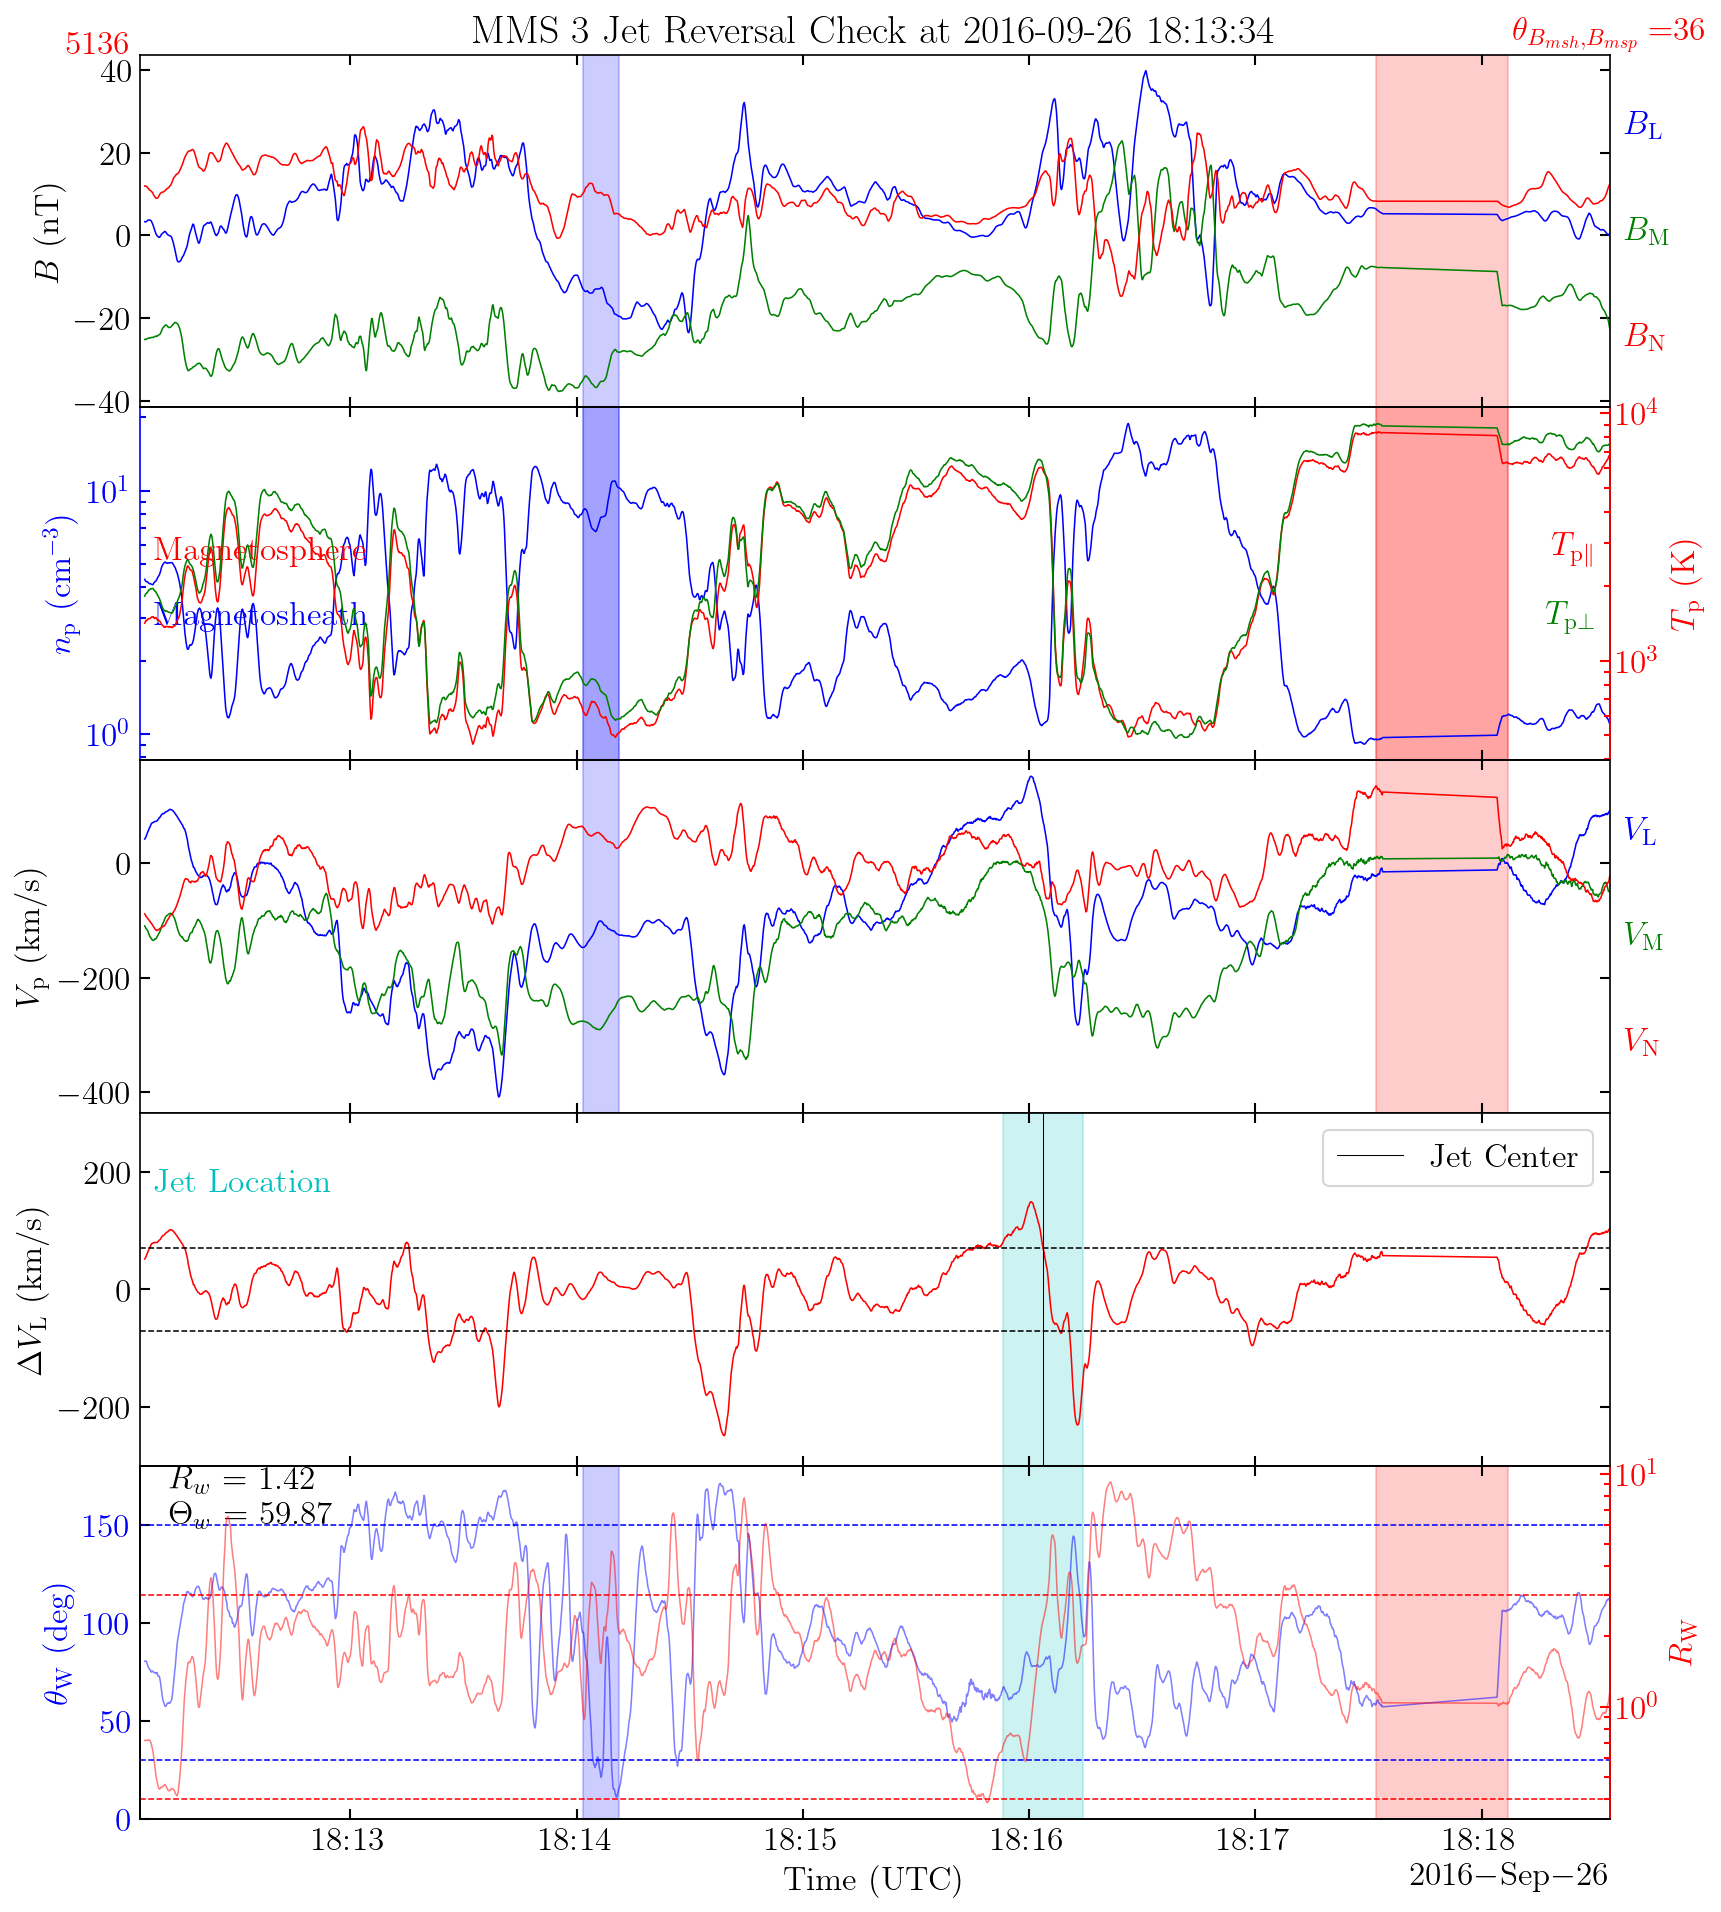 MMS 3 Jet Reversal Check at 2016-09-26 18:13:34
5136
θ_{B_{msh},B_{msp}} =36
B (nT)
40
20
0
−20
−40
B_L
B_M
B_N
n_p (cm^{−3})
10^1
10^0
Magnetosphere
Magnetosheath
T_{p∥}
T_{p⊥}
10^4
10^3
T_p (K)
V_p (km/s)
0
−200
−400
V_L
V_M
V_N
ΔV_L (km/s)
200
0
−200
Jet Location
Jet Center
R_w = 1.42
Θ_w = 59.87
θ_W (deg)
150
100
50
0
10^1
10^0
R_W
18:13 18:14 18:15 18:16 18:17 18:18
Time (UTC)
2016−Sep−26